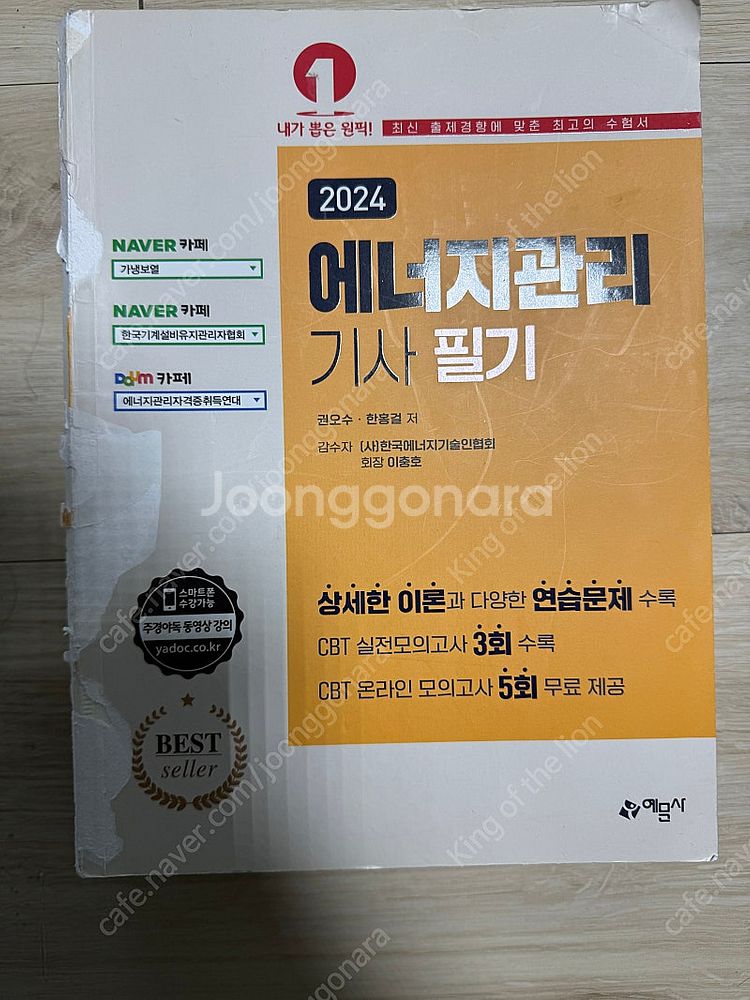 1
내가 뽑은 원픽!
최신 출제경향에 맞춘 최고의 수험서
2024
에너지관리
기사 필기
권오수 · 한홍걸 저
감수자 (사)한국에너지기술인협회
회장 이충호
NAVER 카페
가냉보열
NAVER 카페
한국기계설비유지관리자협회
Daum 카페
에너지관리자격증취득연대
Joonggonara
상세한 이론과 다양한 연습문제 수록
CBT 실전모의고사 3회 수록
CBT 온라인 모의고사 5회 무료 제공
스마트폰
수강가능
주경야독 동영상 강의
yadoc.co.kr
BEST
seller
예문사
cafe.naver.com/joonggonara
King of the lion